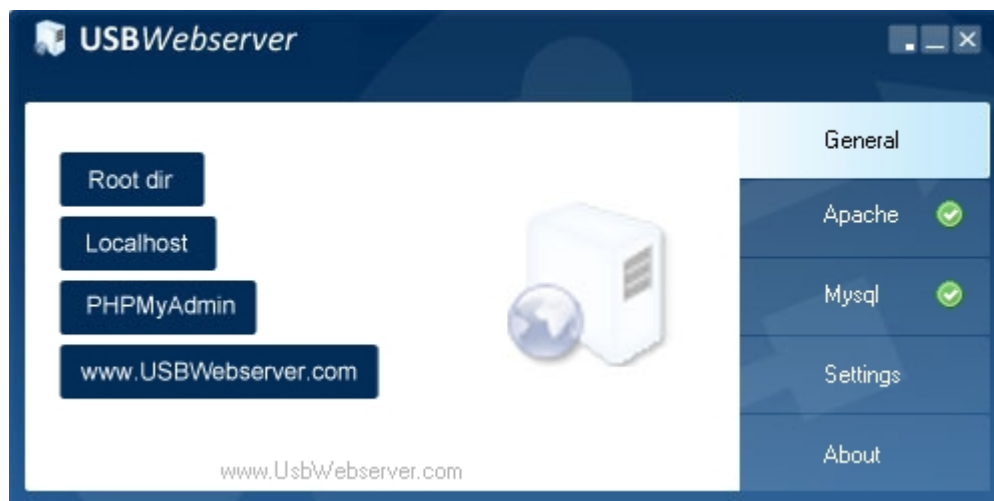 USBWebserver
General
Root dir
Apache
Localhost
Mysql
PHPMyAdmin
www.USBWebserver.com
Settings
About
www.UsbWebserver.com